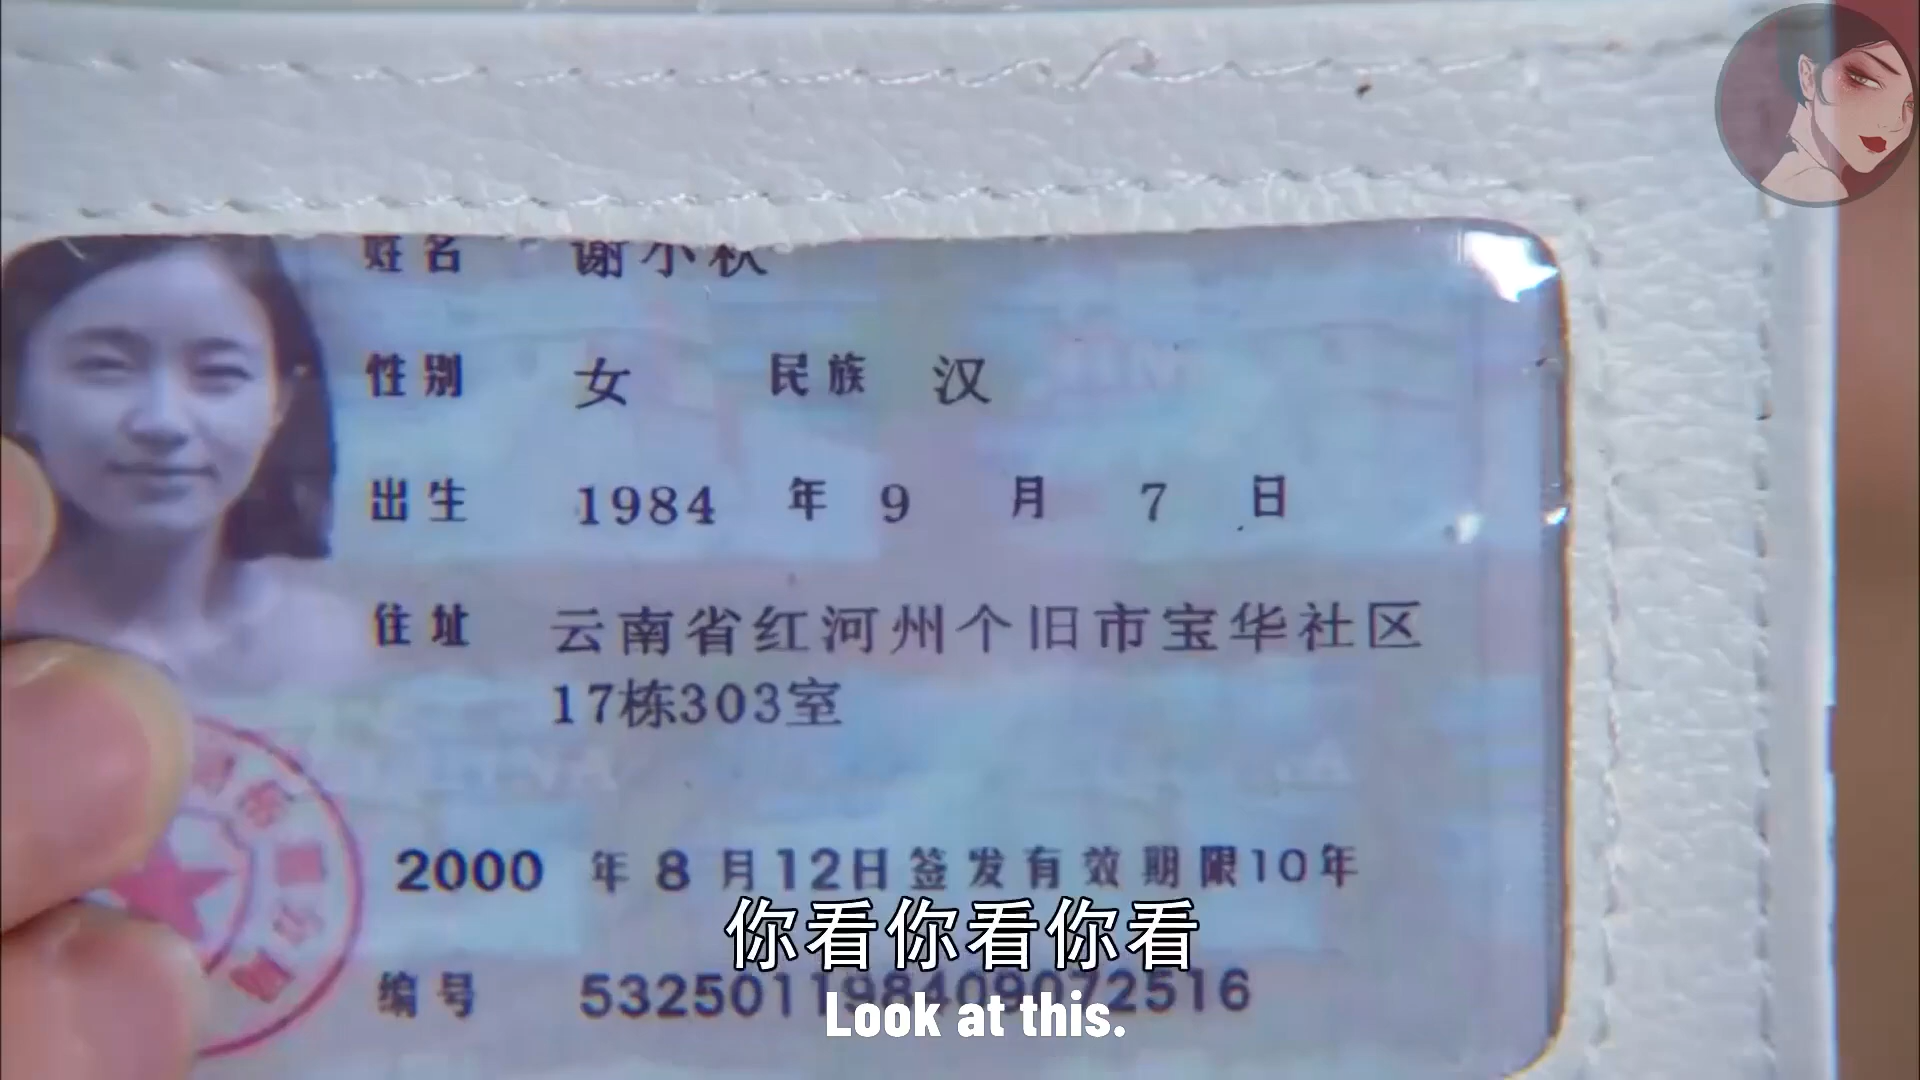 姓名 谢小秋
性别 女 民族 汉
出生 1984 年 9 月 7 日
住址 云南省红河州个旧市宝华社区
17栋303室
2000 年 8 月 12日 签发有效期限10年
你看你看你看
编号 532501198409072516
Look at this.